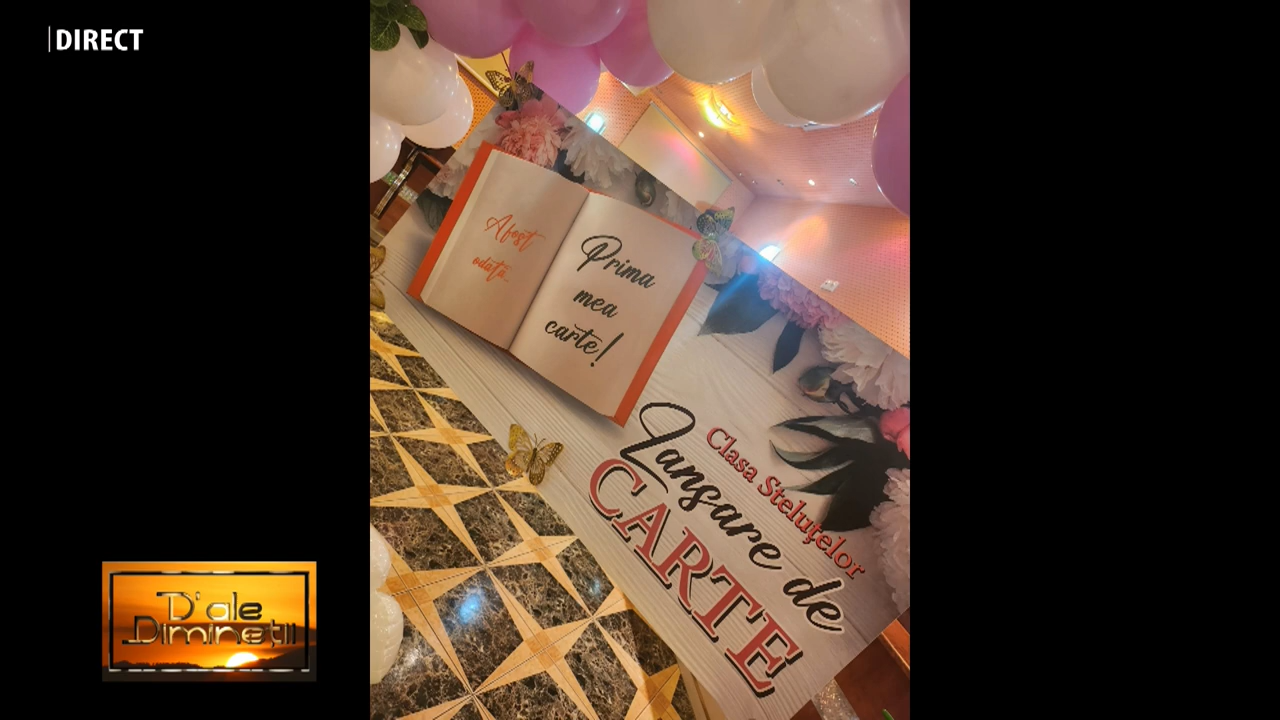 DIRECT
A fost
odată...
Prima
mea
carte!
Clasa Steluțelor
Lansare de
CARTE
D'ale
Dimineții